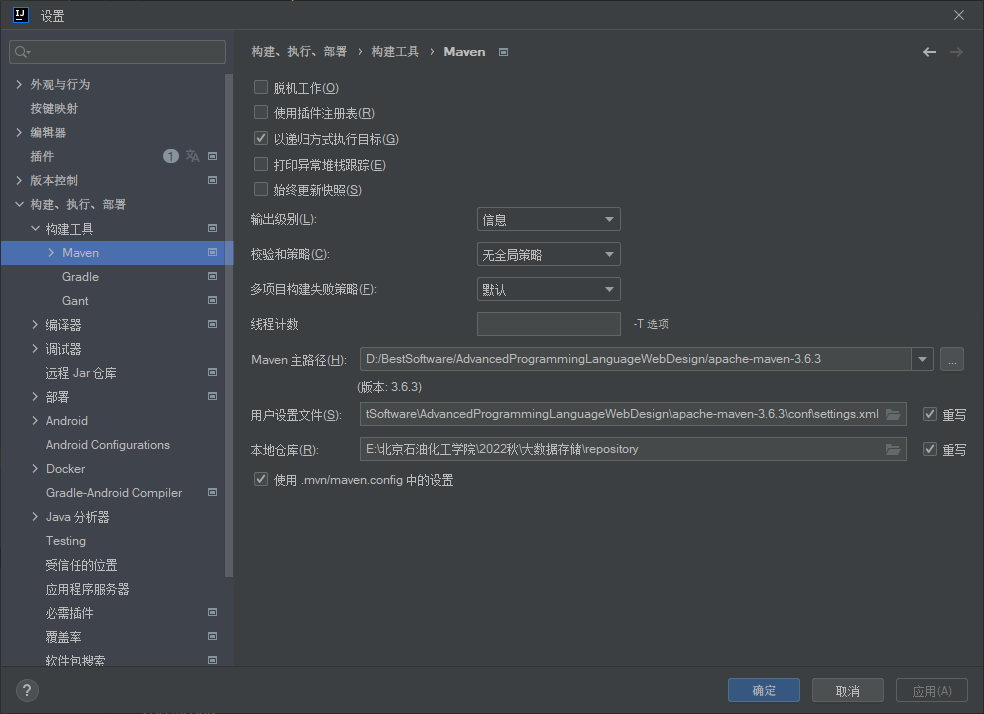 设置
外观与行为
按键映射
编辑器
插件 1
版本控制
构建、执行、部署
构建工具
Maven
Gradle
Gant
编译器
调试器
远程 Jar 仓库
部署
Android
Android Configurations
Docker
Gradle-Android Compiler
Java 分析器
Testing
受信任的位置
应用程序服务器
必需插件
覆盖率
软件包搜索
构建、执行、部署 › 构建工具 › Maven
脱机工作(O)
使用插件注册表(R)
以递归方式执行目标(G)
打印异常堆栈跟踪(E)
始终更新快照(S)
输出级别(L): 信息
校验和策略(C): 无全局策略
多项目构建失败策略(F): 默认
线程计数 -T 选项
Maven 主路径(H): D:/BestSoftware/AdvancedProgrammingLanguageWebDesign/apache-maven-3.6.3 ...
(版本: 3.6.3)
用户设置文件(S): tSoftware\AdvancedProgrammingLanguageWebDesign\apache-maven-3.6.3\conf\settings.xml 重写
本地仓库(R): E:\北京石油化工学院\2022秋\大数据存储\repository 重写
使用 .mvn/maven.config 中的设置
? 确定 取消 应用(A)